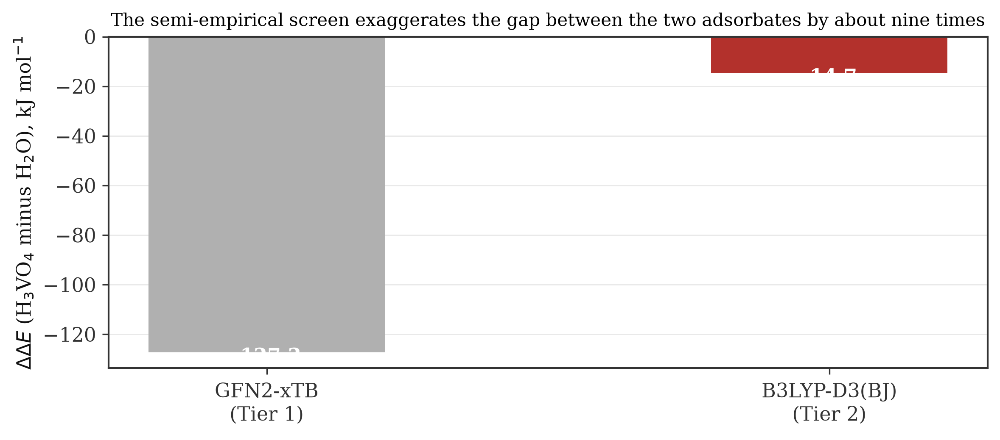 The semi-empirical screen exaggerates the gap between the two adsorbates by about nine times
ΔΔE (H₃VO₄ minus H₂O), kJ mol⁻¹
0
−20
−40
−60
−80
−100
−120
14.7
GFN2-xTB
(Tier 1)
B3LYP-D3(BJ)
(Tier 2)